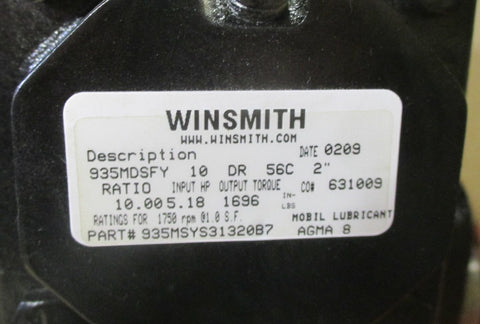 WINSMITH
WWW.WINSMITH.COM
Description DATE 0209
935MDSFY 10 DR 56C 2"
RATIO INPUT HP OUTPUT TORQUE CO# 631009
10.00 5.18 1696 IN-LBS
RATINGS FOR 1750 rpm @1.0 S.F. MOBIL LUBRICANT
PART# 935MSYS31320B7 AGMA 8